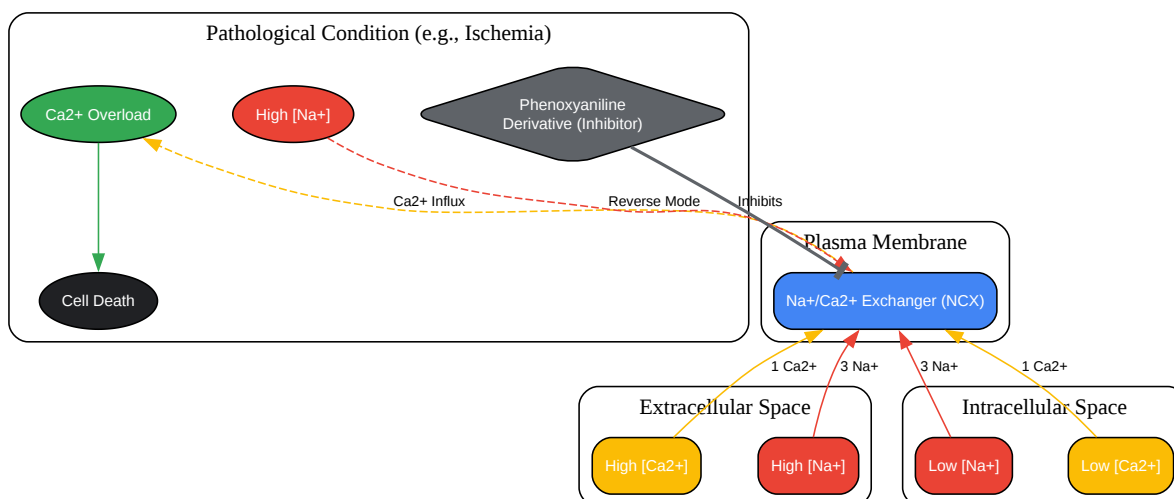 Pathological Condition (e.g., Ischemia)
Ca2+ Overload
High [Na+]
Phenoxyaniline
Derivative (Inhibitor)
Ca2+ Influx
Reverse Mode
Inhibits
Cell Death
Plasma Membrane
Na+/Ca2+ Exchanger (NCX)
1 Ca2+
3 Na+
3 Na+
1 Ca2+
Extracellular Space
Intracellular Space
High [Ca2+]
High [Na+]
Low [Na+]
Low [Ca2+]